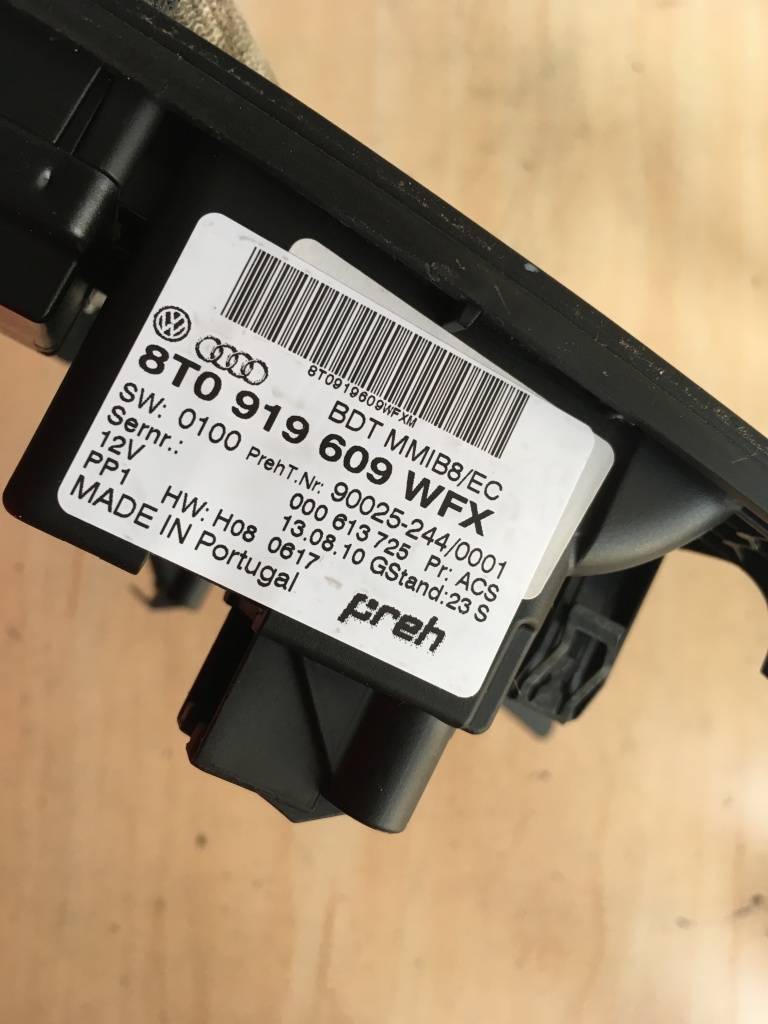 8T0919609WFXM
BDT MMIB8/EC
8T0 919 609 WFX
SW: 0100 PrehT.Nr: 90025-244/0001
Sernr.: 000 613 725 Pr: ACS
12V 13.08.10 GStand:23 S
PP1 HW: H08 0617
MADE IN Portugal
preh